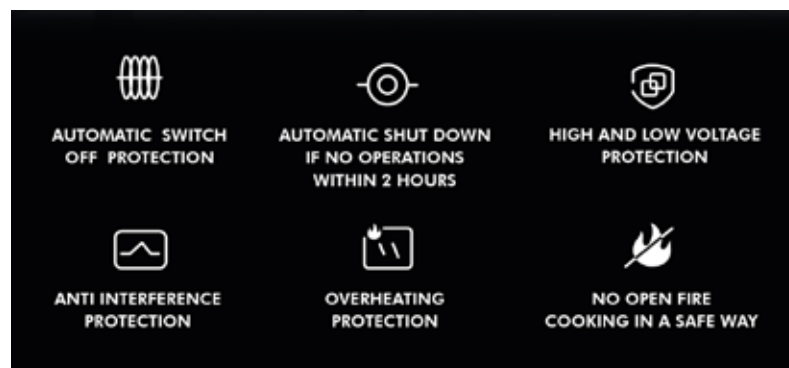 AUTOMATIC SWITCH
OFF PROTECTION
AUTOMATIC SHUT DOWN
IF NO OPERATIONS
WITHIN 2 HOURS
HIGH AND LOW VOLTAGE
PROTECTION
ANTI INTERFERENCE
PROTECTION
OVERHEATING
PROTECTION
NO OPEN FIRE
COOKING IN A SAFE WAY